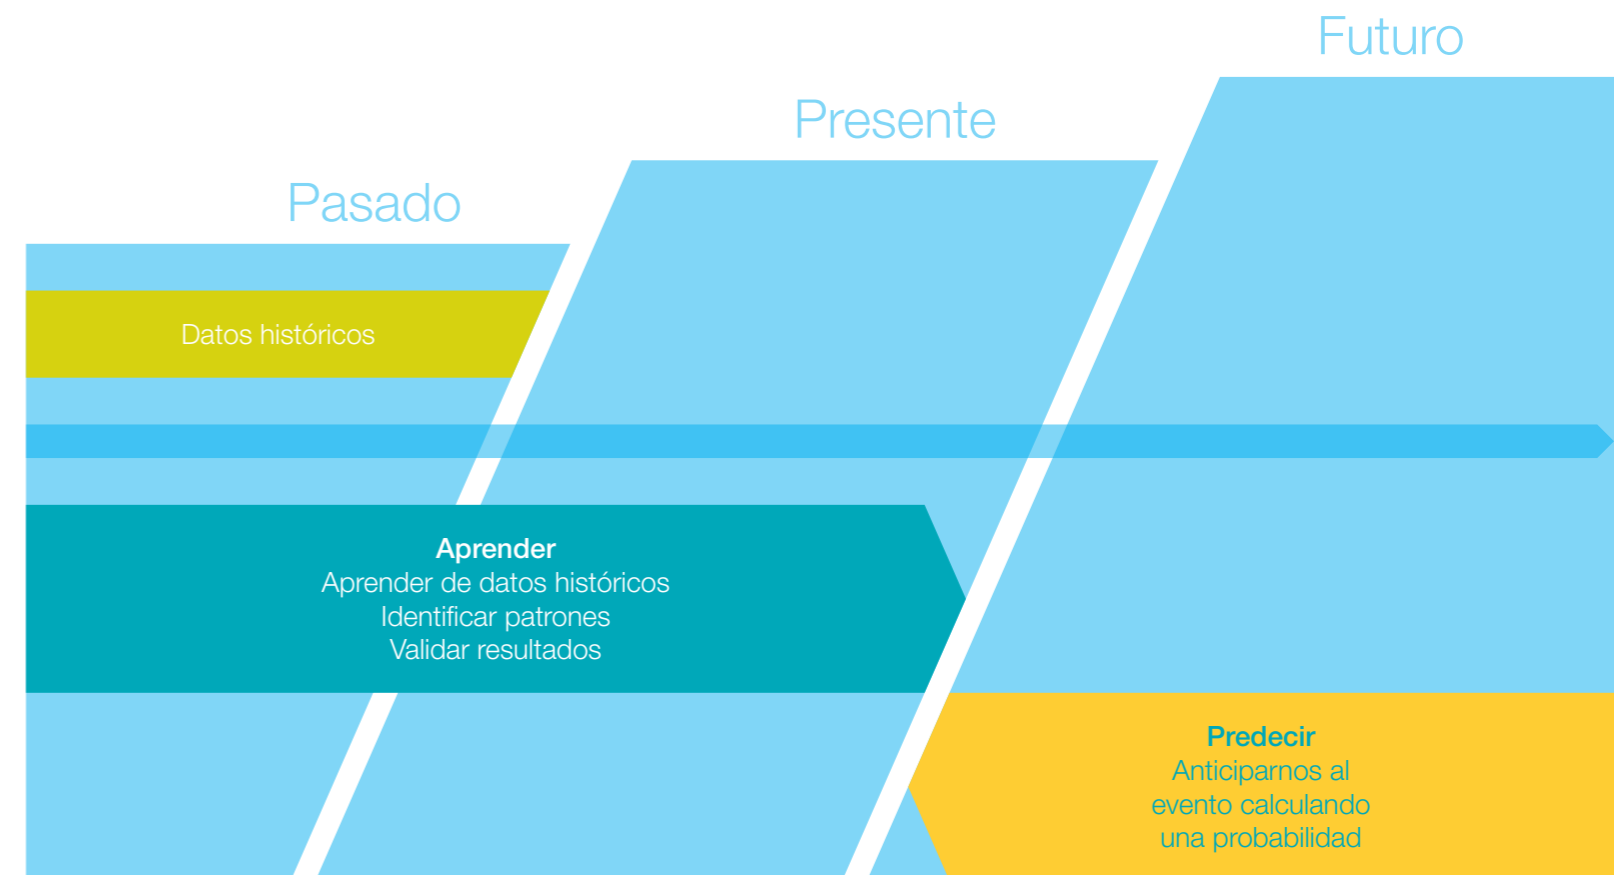 Futuro
Presente
Pasado
Datos históricos
Aprender
Aprender de datos históricos
Identificar patrones
Validar resultados
Predecir
Anticiparnos al
evento calculando
una probabilidad